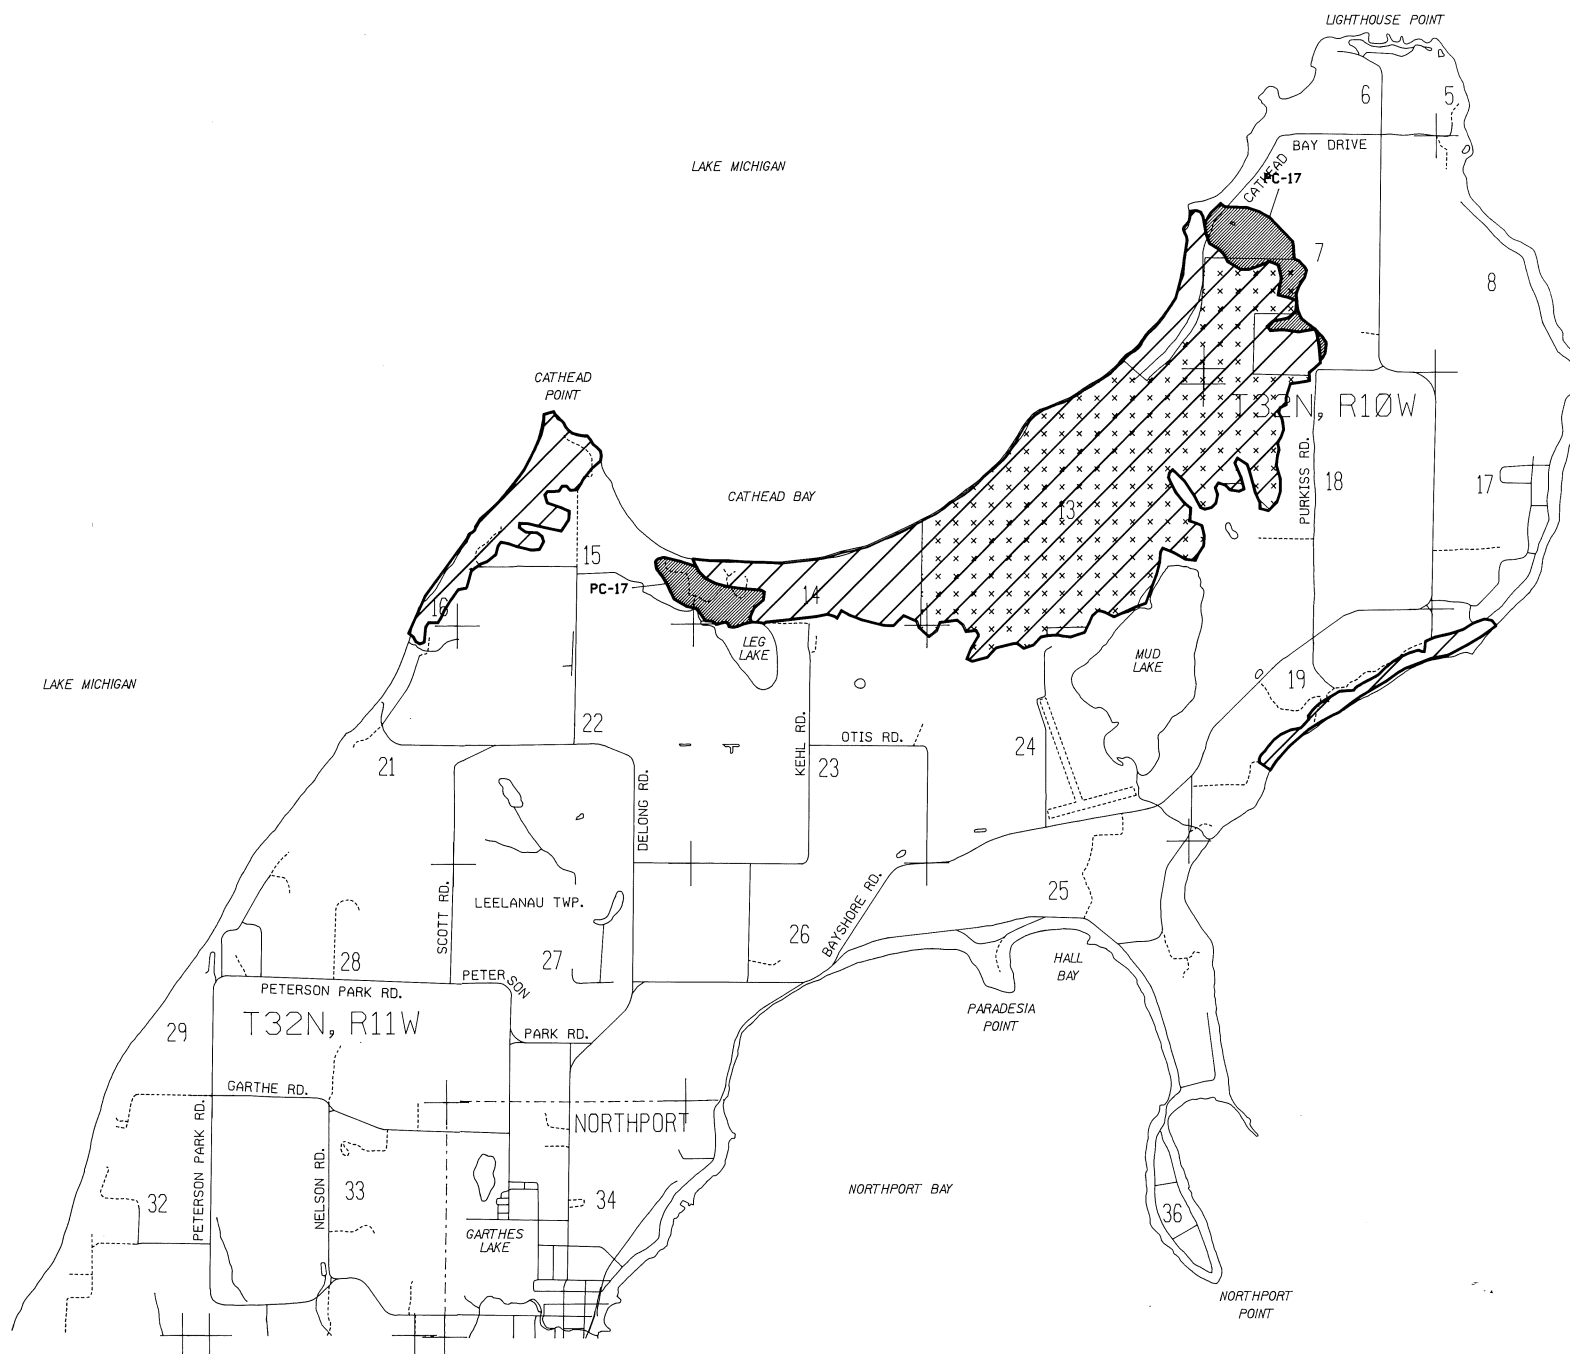 LIGHTHOUSE POINT
6
5
BAY DRIVE
LAKE MICHIGAN
CATHEAD
PC-17
7
8
CATHEAD
POINT
T32N, R10W
PURKISS RD.
18
17
CATHEAD BAY
13
15
PC-17
14
16
LEG
LAKE
MUD
LAKE
LAKE MICHIGAN
19
22
KEHL RD.
OTIS RD.
24
21
23
DELONG RD.
SCOTT RD.
LEELANAU TWP.
25
BAYSHORE RD.
26
28
27
HALL
BAY
PETERSON
PETERSON PARK RD.
PARADESIA
POINT
T32N, R11W
29
PARK RD.
GARTHE RD.
PETERSON PARK RD.
NORTHPORT
NELSON RD.
33
32
34
NORTHPORT BAY
36
GARTHES
LAKE
NORTHPORT
POINT